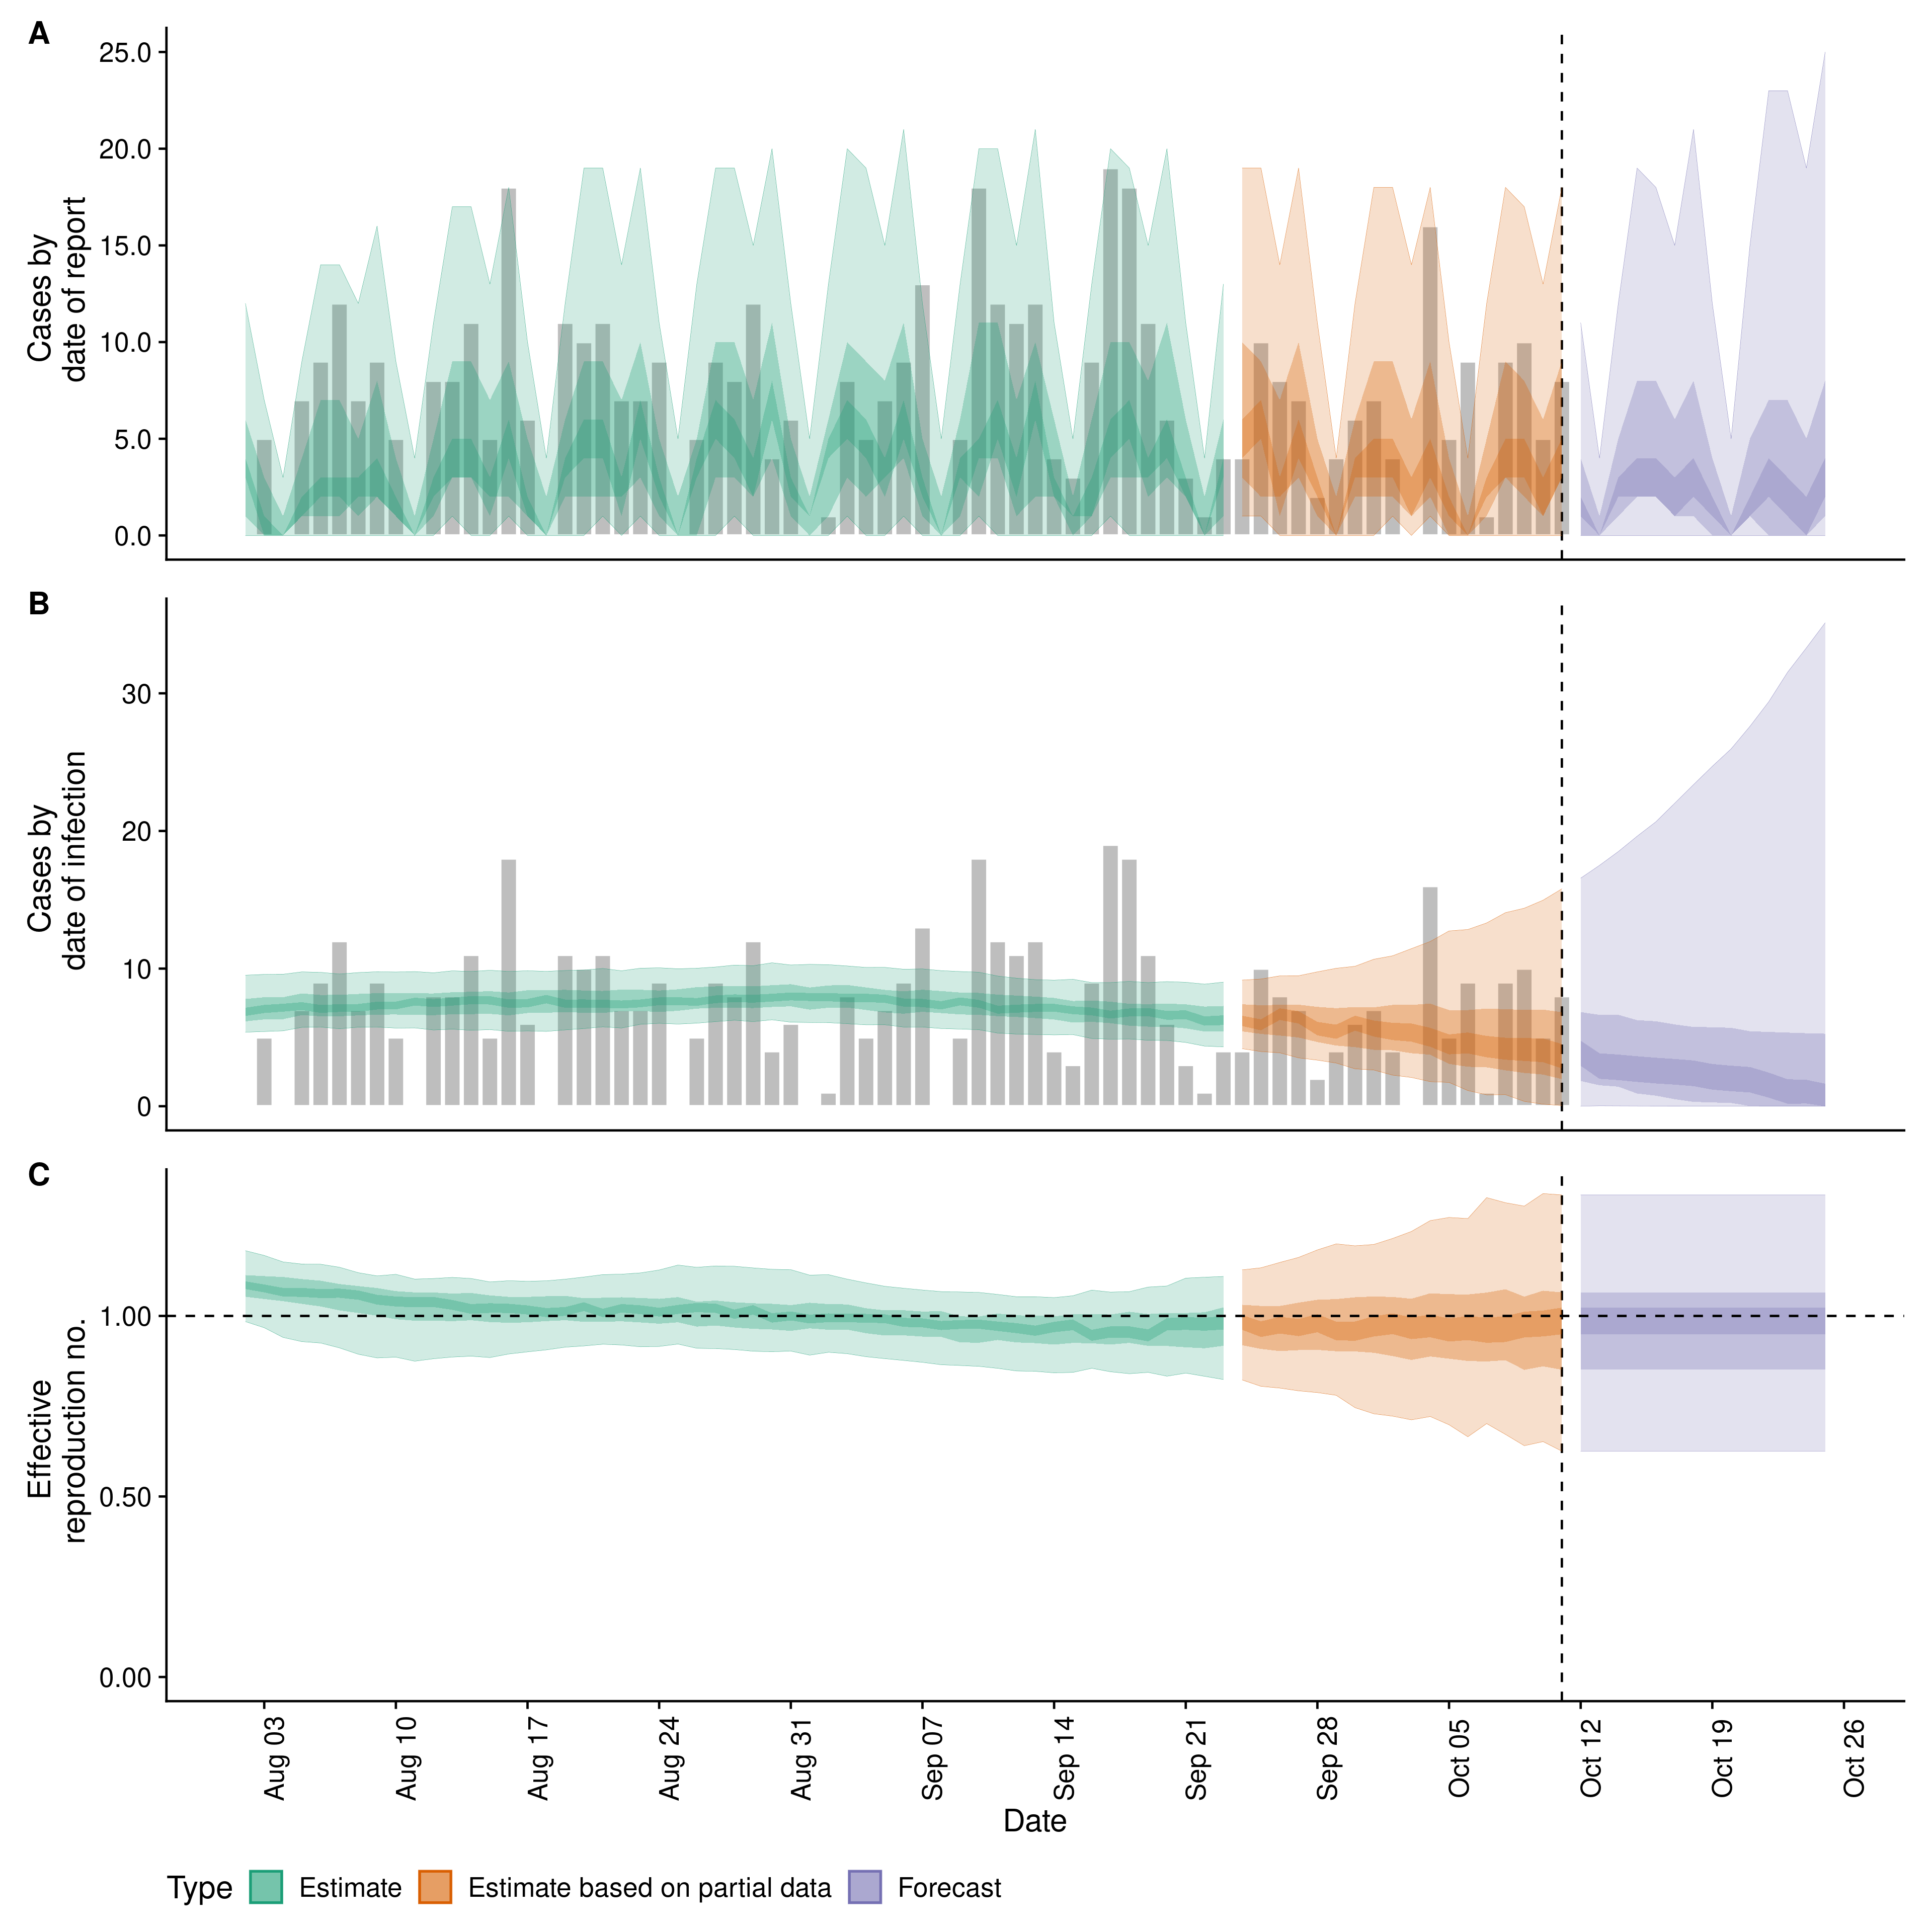 A
25.0
20.0
15.0
10.0
5.0
0.0
Cases by
date of report
B
30
20
10
0
Cases by
date of infection
C
1.00
0.50
0.00
Effective
reproduction no.
Aug 03
Aug 10
Aug 17
Aug 24
Aug 31
Sep 07
Sep 14
Sep 21
Sep 28
Oct 05
Oct 12
Oct 19
Oct 26
Date
Type Estimate Estimate based on partial data Forecast